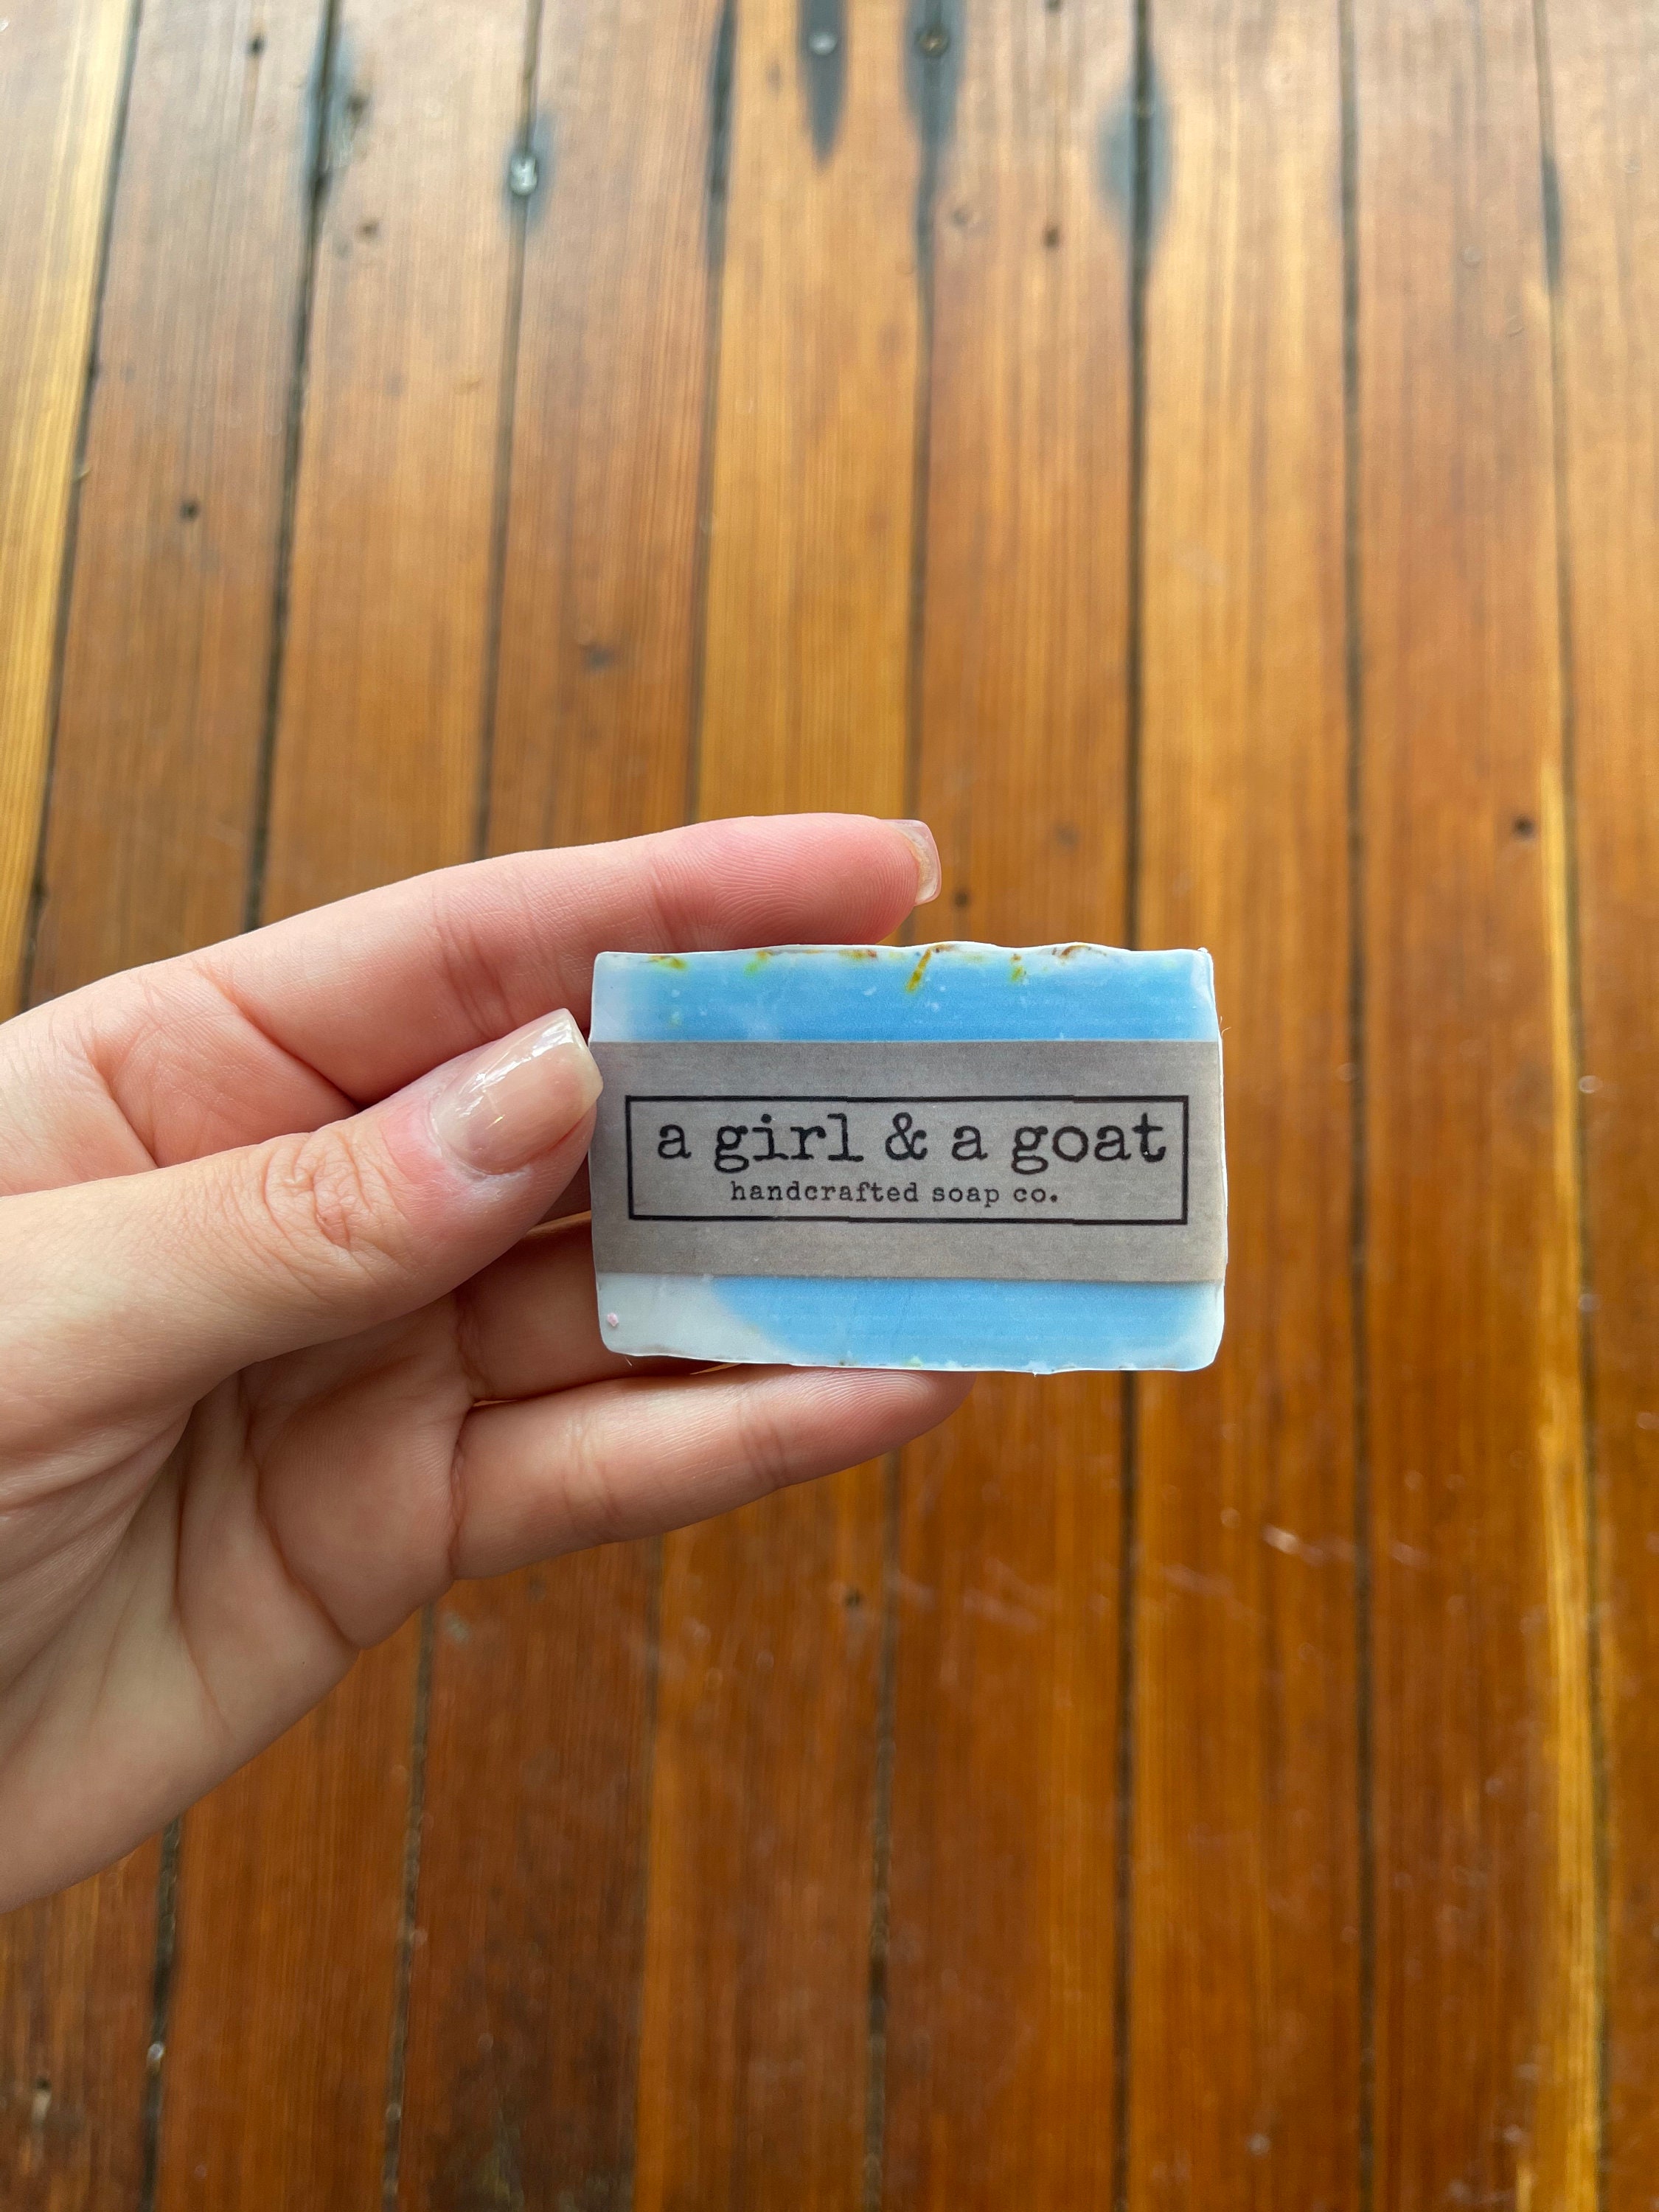 a girl & a goat
handcrafted soap co.